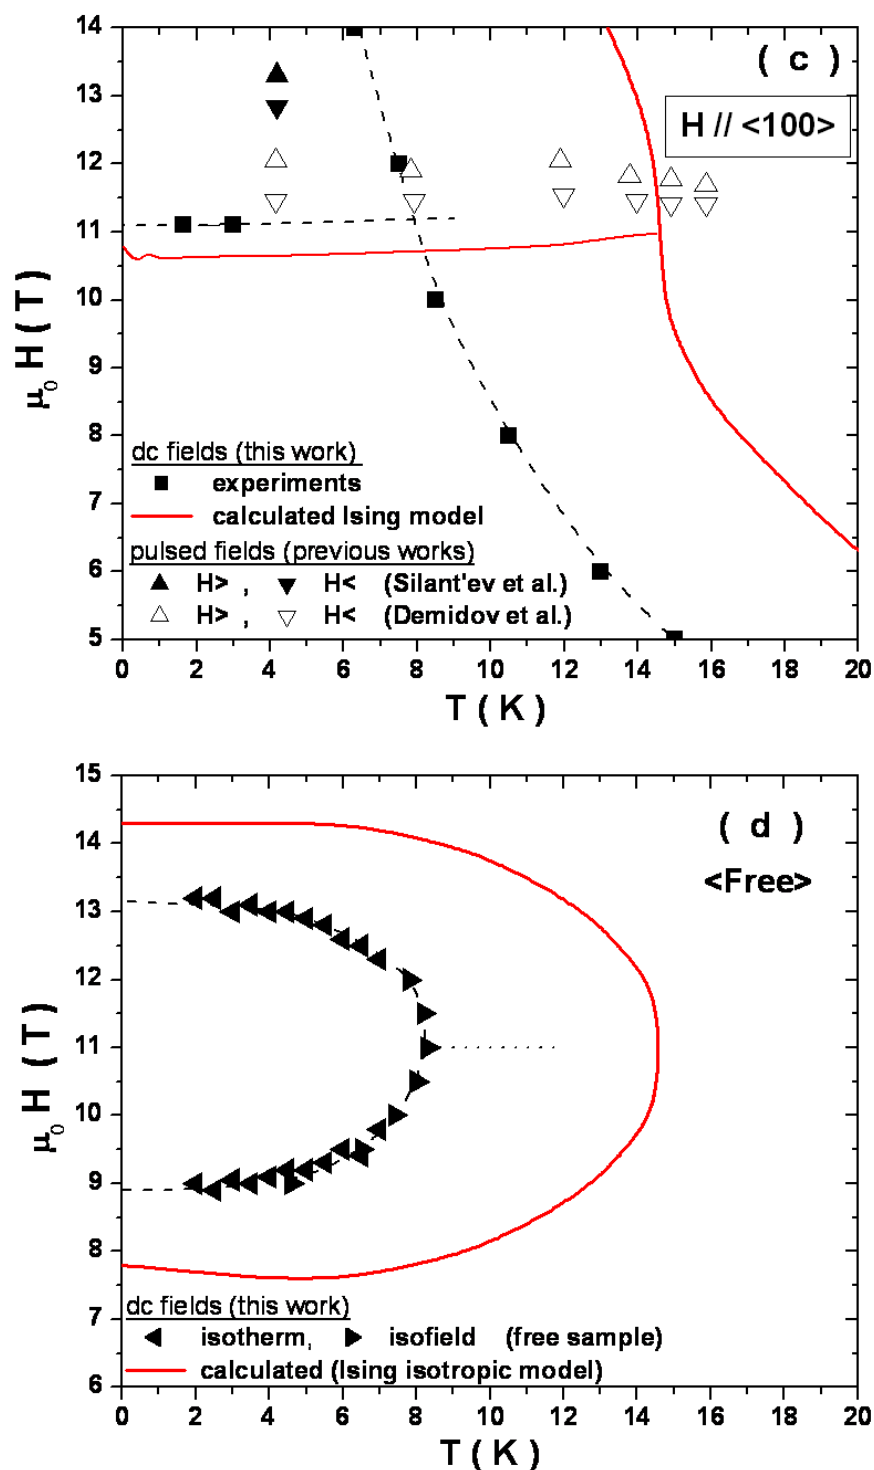 14
( c )
13
H // <100>
12
11
10
9
8
7
6
5
μ0 H ( T )
dc fields (this work)
experiments
calculated Ising model
pulsed fields (previous works)
H> , H< (Silant'ev et al.)
H> , H< (Demidov et al.)
0 2 4 6 8 10 12 14 16 18 20
T ( K )
15
14
( d )
<Free>
13
12
11
10
9
8
7
6
μ0 H ( T )
dc fields (this work)
isotherm, isofield (free sample)
calculated (Ising isotropic model)
0 2 4 6 8 10 12 14 16 18 20
T ( K )